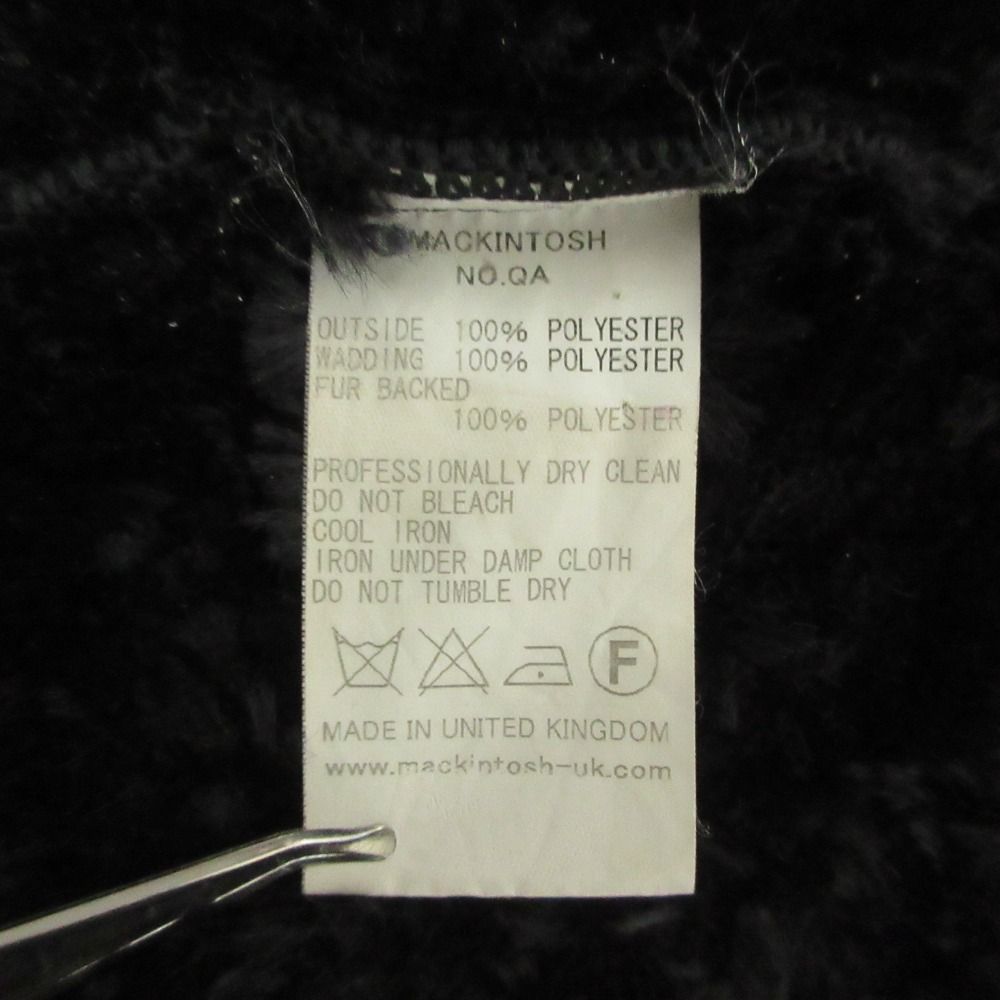 MACKINTOSH
NO.QA
OUTSIDE 100% POLYESTER
WADDING 100% POLYESTER
FUR BACKED
100% POLYESTER
PROFESSIONALLY DRY CLEAN
DO NOT BLEACH
COOL IRON
IRON UNDER DAMP CLOTH
DO NOT TUMBLE DRY
F
MADE IN UNITED KINGDOM
www.mackintosh-uk.com